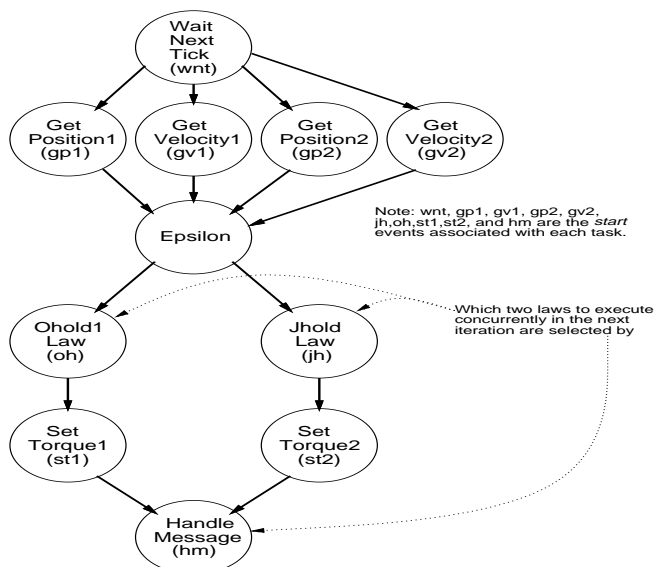 Wait
Next
Tick
(wnt)
Get
Position1
(gp1)
Get
Velocity1
(gv1)
Get
Position2
(gp2)
Get
Velocity2
(gv2)
Epsilon
Note: wnt, gp1, gv1, gp2, gv2,
jh,oh,st1,st2, and hm are the start
events associated with each task.
Ohold1
Law
(oh)
Jhold
Law
(jh)
Which two laws to execute
concurrently in the next
iteration are selected by
Set
Torque1
(st1)
Set
Torque2
(st2)
Handle
Message
(hm)